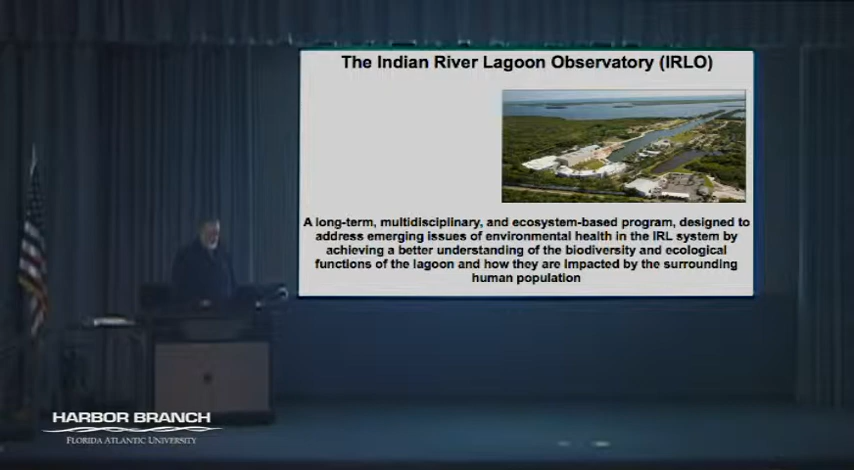 The Indian River Lagoon Observatory (IRLO)
A long-term, multidisciplinary, and ecosystem-based program, designed to
address emerging issues of environmental health in the IRL system by
achieving a better understanding of the biodiversity and ecological
functions of the lagoon and how they are impacted by the surrounding
human population
HARBOR BRANCH
FLORIDA ATLANTIC UNIVERSITY